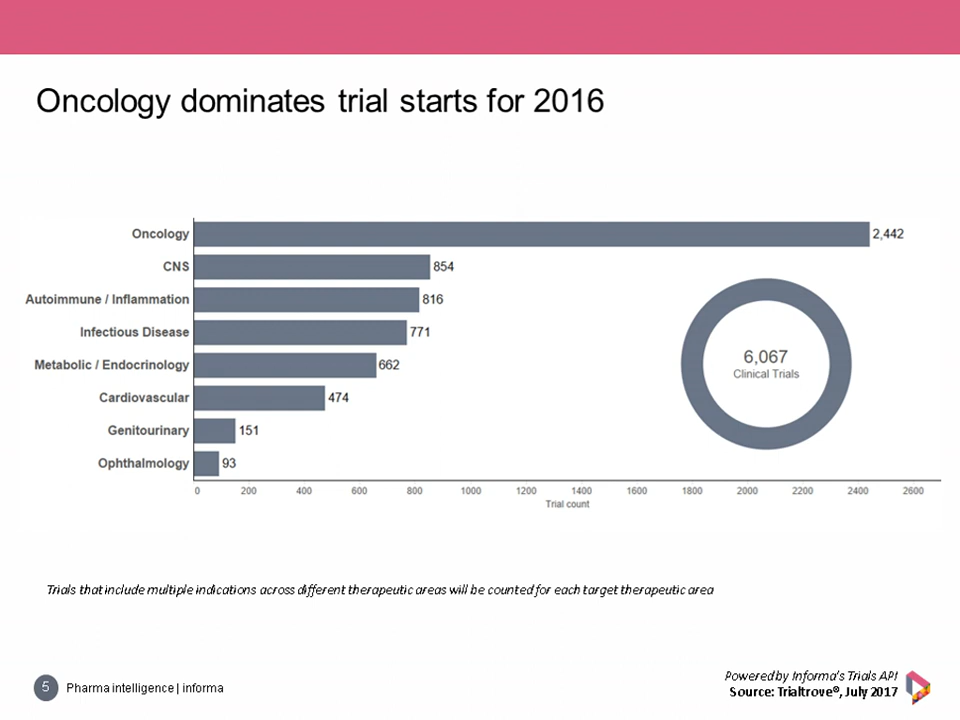 Oncology dominates trial starts for 2016
Oncology 2,442
CNS 854
Autoimmune / Inflammation 816
Infectious Disease 771
Metabolic / Endocrinology 662
Cardiovascular 474
Genitourinary 151
Ophthalmology 93
6,067
Clinical Trials
0 200 400 600 800 1000 1200 1400 1600 1800 2000 2200 2400 2600
Trial count
Trials that include multiple indications across different therapeutic areas will be counted for each target therapeutic area
5 Pharma intelligence | informa
Powered by Informa's Trials API
Source: Trialtrove®, July 2017